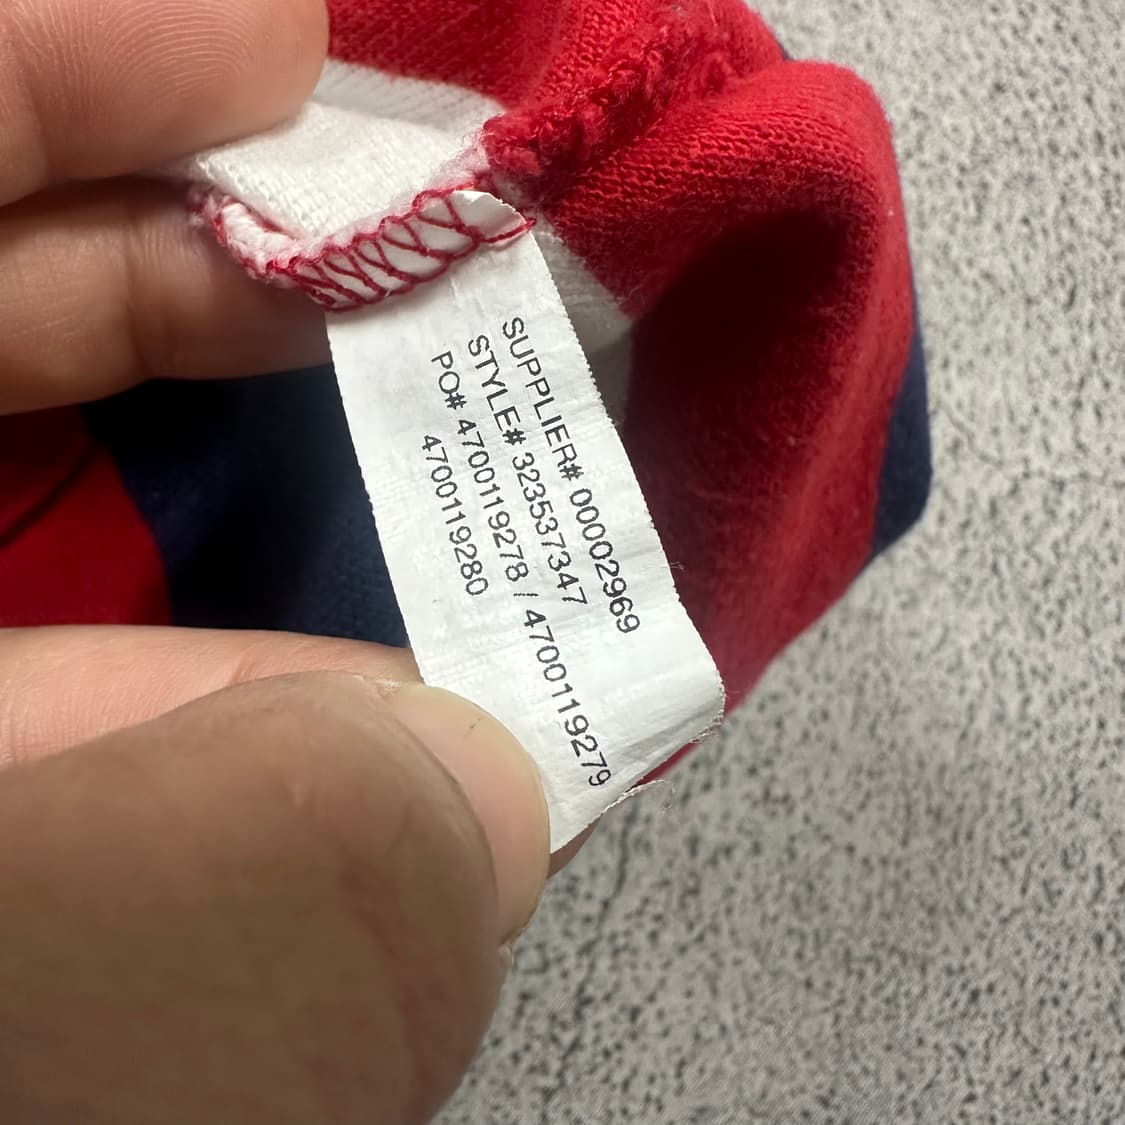 SUPPLIER# 00002969
STYLE# 323537347
PO# 4700119278 / 4700119279
4700119280